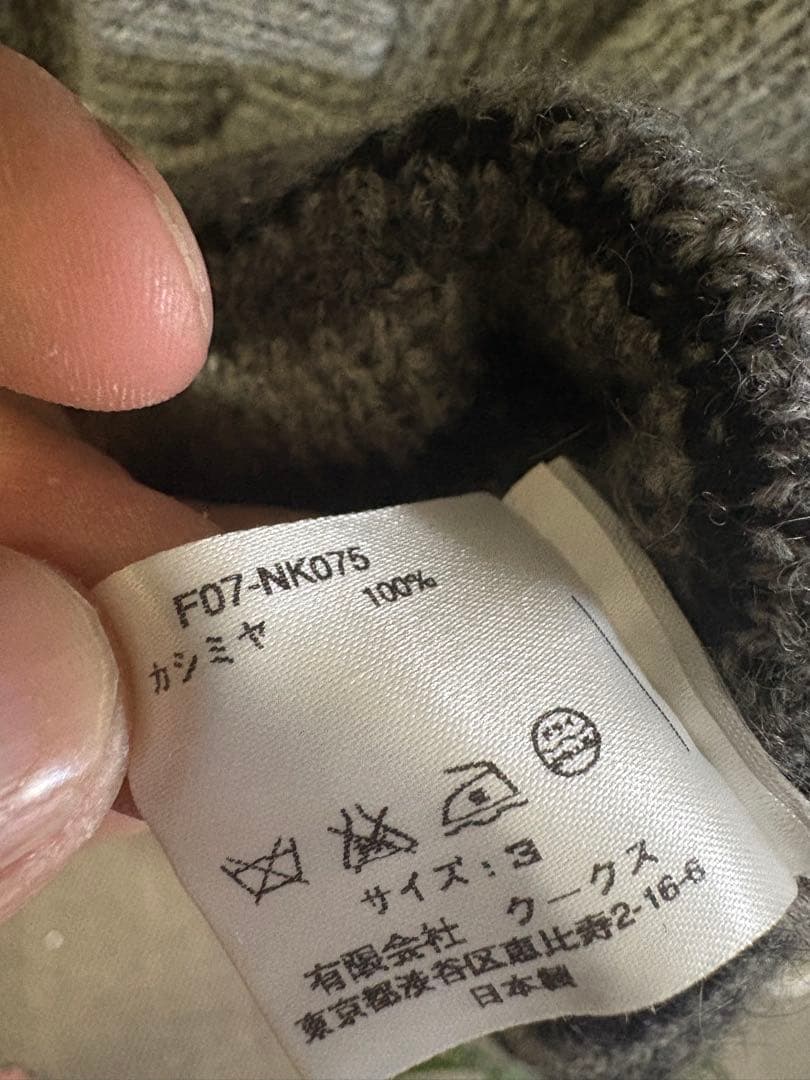 F07-NK075
カシミヤ 100%
サイズ:3
有限会社 クークス
東京都渋谷区恵比寿2-16-6
日本製